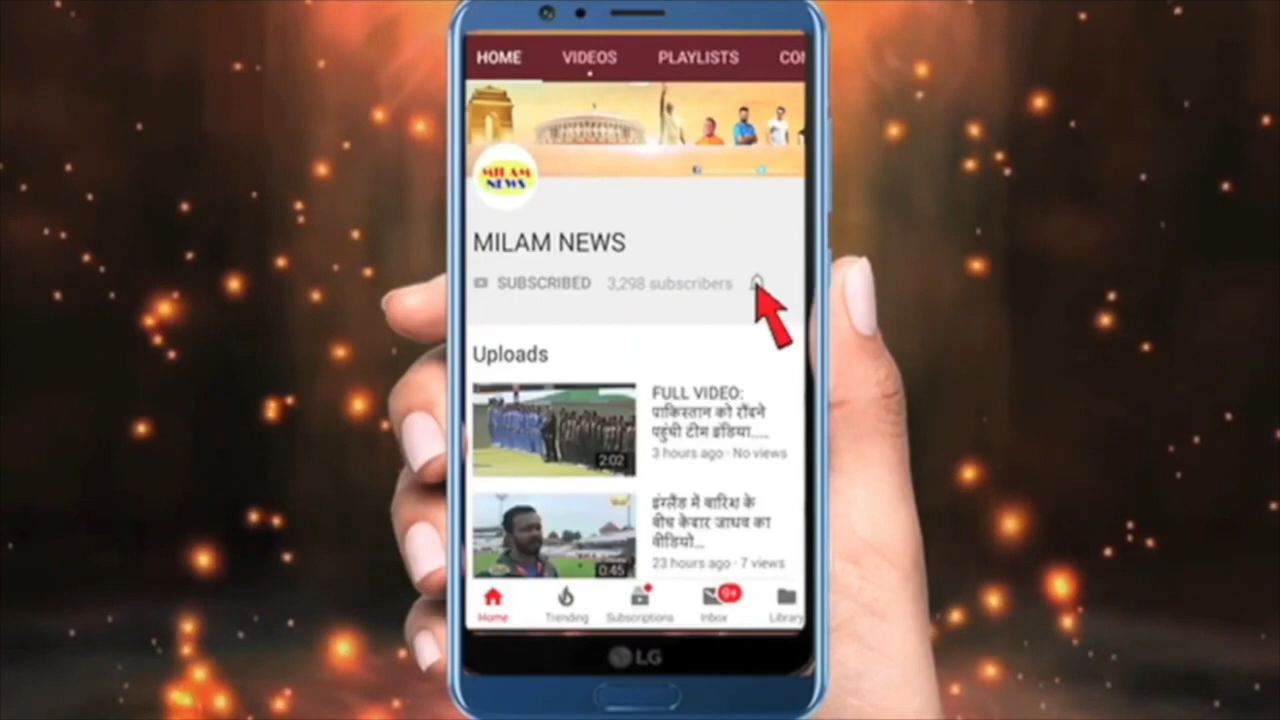 HOME VIDEOS PLAYLISTS CON
MILAM
NEWS
MILAM NEWS
SUBSCRIBED 3,298 subscribers
Uploads
2:02
FULL VIDEO:
पाकिस्तान को रौंदने
पहुंची टीम इंडिया.....
3 hours ago · No views
0:45
इंग्लैंड में बारिश के
बीच केदार जाधव का
वीडियो...
23 hours ago · 7 views
9+
Home Trending Subscriptions Inbox Library
LG